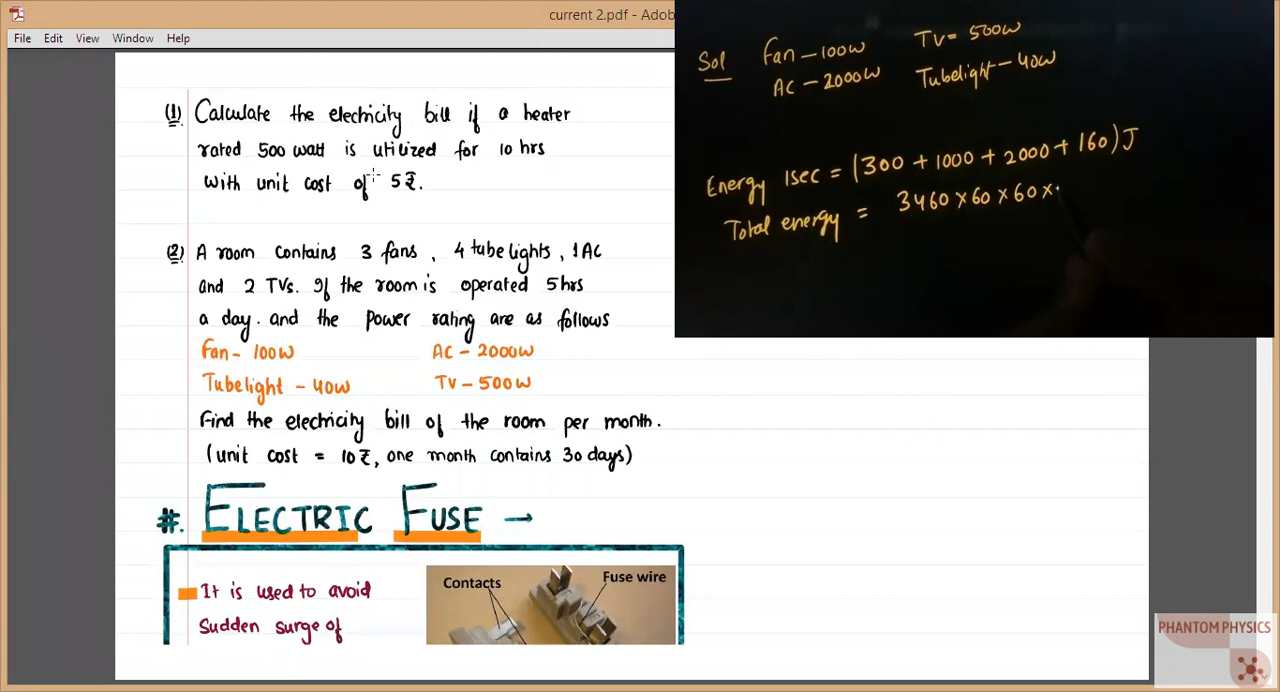 current 2.pdf - Adob
File Edit View Window Help
(1) Calculate the electricity bill if a heater
rated 500 watt is utilized for 10 hrs
with unit cost of 5₹.
(2) A room contains 3 fans, 4 tubelights, 1AC
and 2 TVs. If the room is operated 5hrs
a day. and the power rating are as follows
Fan - 100W AC - 2000W
Tubelight - 40W TV - 500W
Find the electricity bill of the room per month.
(unit cost = 10₹, one month contains 30 days)
#. ELECTRIC FUSE →
It is used to avoid
Sudden surge of
Contacts
Fuse wire
Sol Fan - 100W TV = 500W
AC - 2000W Tubelight - 40W
Energy 1sec = (300 + 1000 + 2000 + 160) J
Total energy = 3460 × 60 × 60 ×
PHANTOM PHYSICS